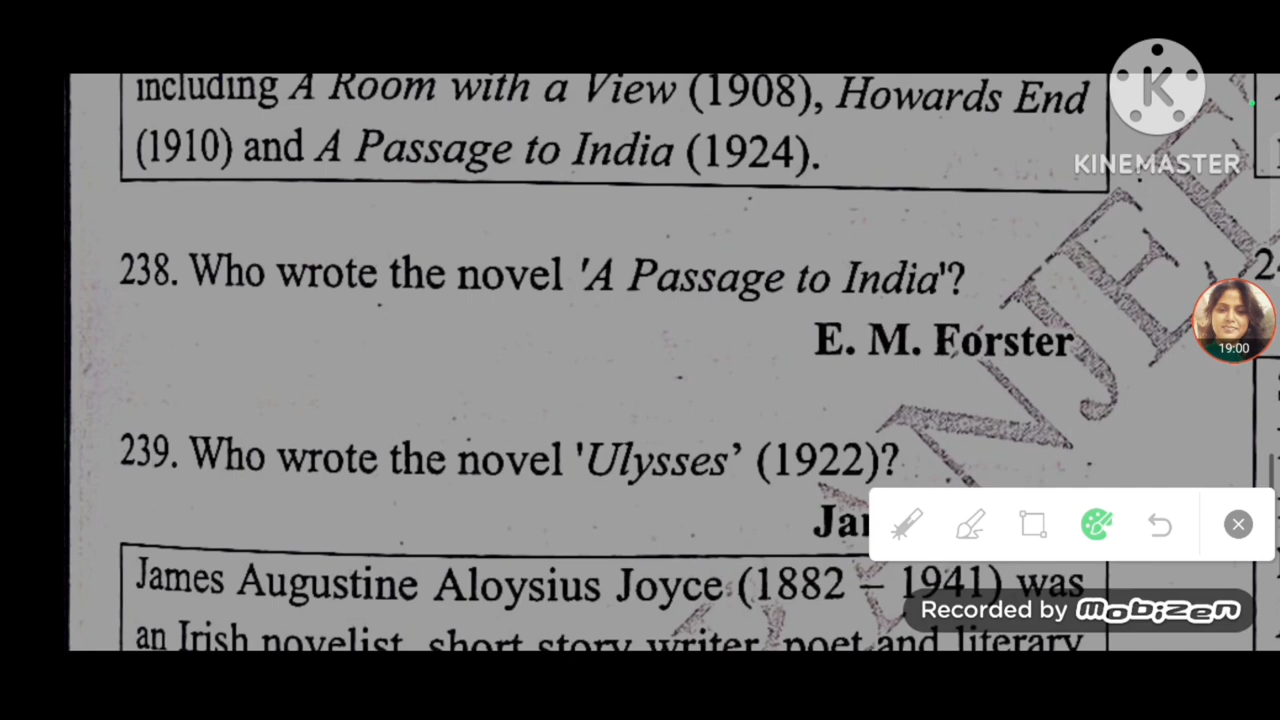 including A Room with a View (1908), Howards End
(1910) and A Passage to India (1924).
KINEMASTER
238. Who wrote the novel 'A Passage to India'?
E. M. Forster
19:00
239. Who wrote the novel 'Ulysses’ (1922)?
James Augustine Aloysius Joyce (1882 – 1941) was
an Irish novelist, short story writer, poet and literary
Recorded by mobizen